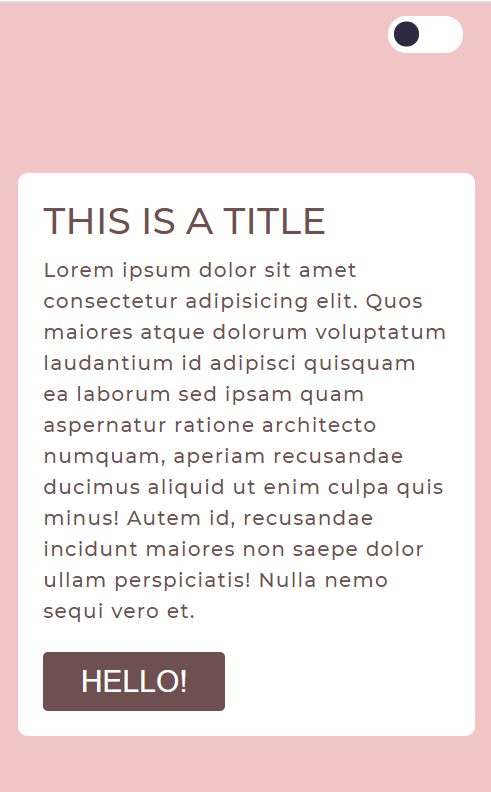 THIS IS A TITLE
Lorem ipsum dolor sit amet
consectetur adipisicing elit. Quos
maiores atque dolorum voluptatum
laudantium id adipisci quisquam
ea laborum sed ipsam quam
aspernatur ratione architecto
numquam, aperiam recusandae
ducimus aliquid ut enim culpa quis
minus! Autem id, recusandae
incidunt maiores non saepe dolor
ullam perspiciatis! Nulla nemo
sequi vero et.
HELLO!